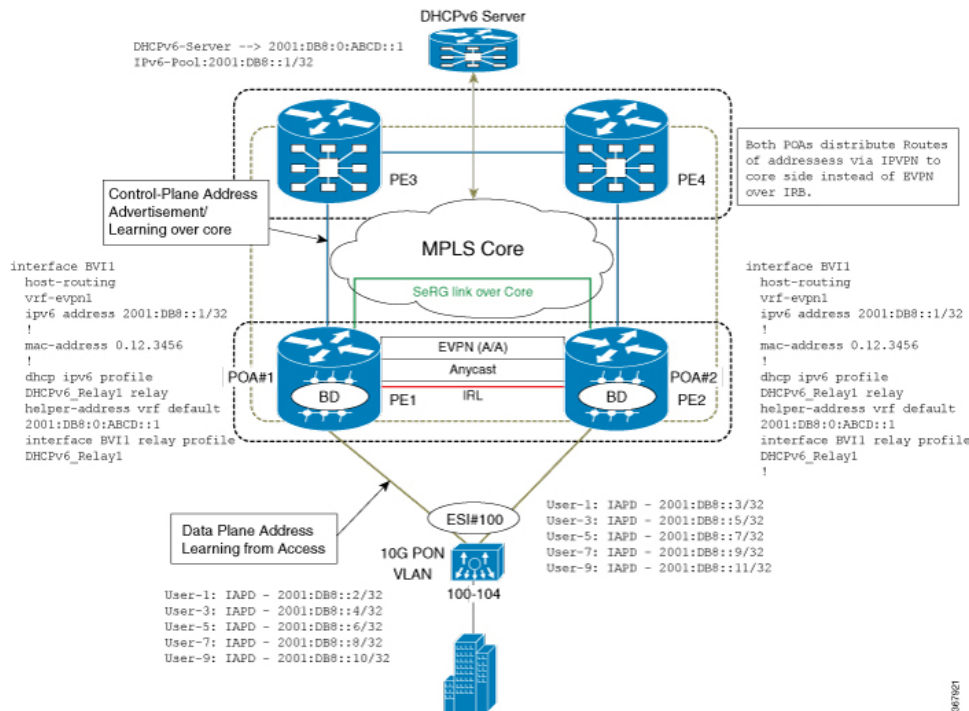 DHCPv6 Server
DHCPv6-Server --> 2001:DB8:0:ABCD::1
IPv6-Pool:2001:DB8::1/32
PE3
PE4
Both POAs distribute Routes
of addressess via IPVPN to
core side instead of EVPN
over IRB.
Control-Plane Address
Advertisement/
Learning over core
MPLS Core
SeRG link over Core
interface BVI1
host-routing
vrf-evpn1
ipv6 address 2001:DB8::1/32
!
mac-address 0.12.3456
!
dhcp ipv6 profile
DHCPv6_Relay1 relay
helper-address vrf default
2001:DB8:0:ABCD::1
interface BVI1 relay profile
DHCPv6_Relay1
POA#1
BD
PE1
EVPN (A/A)
Anycast
IRL
POA#2
BD
PE2
interface BVI1
host-routing
vrf-evpn1
ipv6 address 2001:DB8::1/32
!
mac-address 0.12.3456
!
dhcp ipv6 profile
DHCPv6_Relay1 relay
helper-address vrf default
2001:DB8:0:ABCD::1
interface BVI1 relay profile
DHCPv6_Relay1
!
Data Plane Address
Learning from Access
ESI#100
10G PON
VLAN
100-104
User-1: IAPD - 2001:DB8::3/32
User-3: IAPD - 2001:DB8::5/32
User-5: IAPD - 2001:DB8::7/32
User-7: IAPD - 2001:DB8::9/32
User-9: IAPD - 2001:DB8::11/32
User-1: IAPD - 2001:DB8::2/32
User-3: IAPD - 2001:DB8::4/32
User-5: IAPD - 2001:DB8::6/32
User-7: IAPD - 2001:DB8::8/32
User-9: IAPD - 2001:DB8::10/32
367921